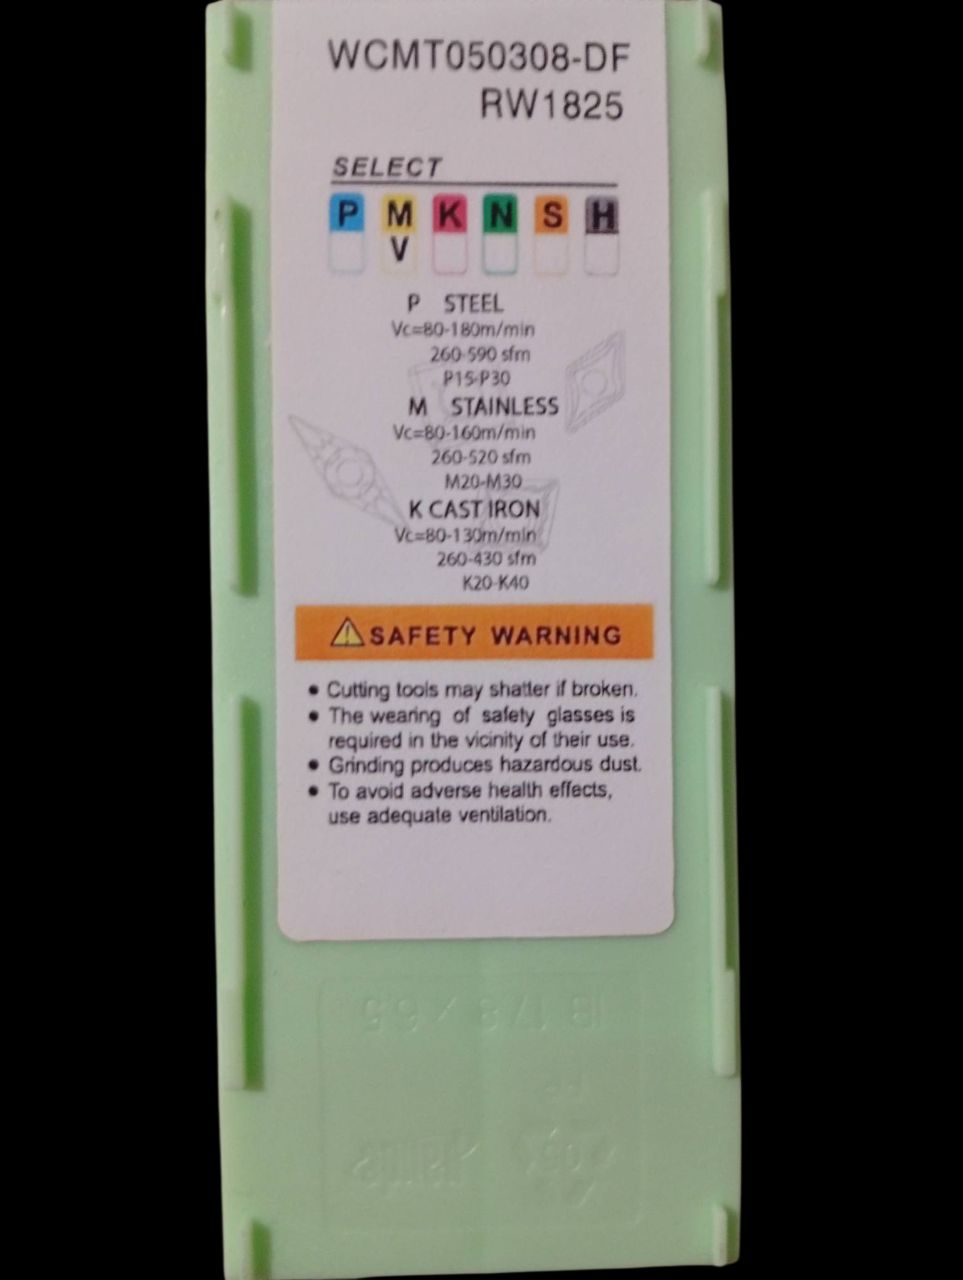 WCMT050308-DF
RW1825
SELECT
P M K N S H
V
P STEEL
Vc=80-180m/min
260-590 sfm
P15-P30
M STAINLESS
Vc=80-160m/min
260-520 sfm
M20-M30
K CAST IRON
Vc=80-130m/min
260-430 sfm
K20-K40
SAFETY WARNING
• Cutting tools may shatter if broken.
• The wearing of safety glasses is
required in the vicinity of their use.
• Grinding produces hazardous dust.
• To avoid adverse health effects,
use adequate ventilation.